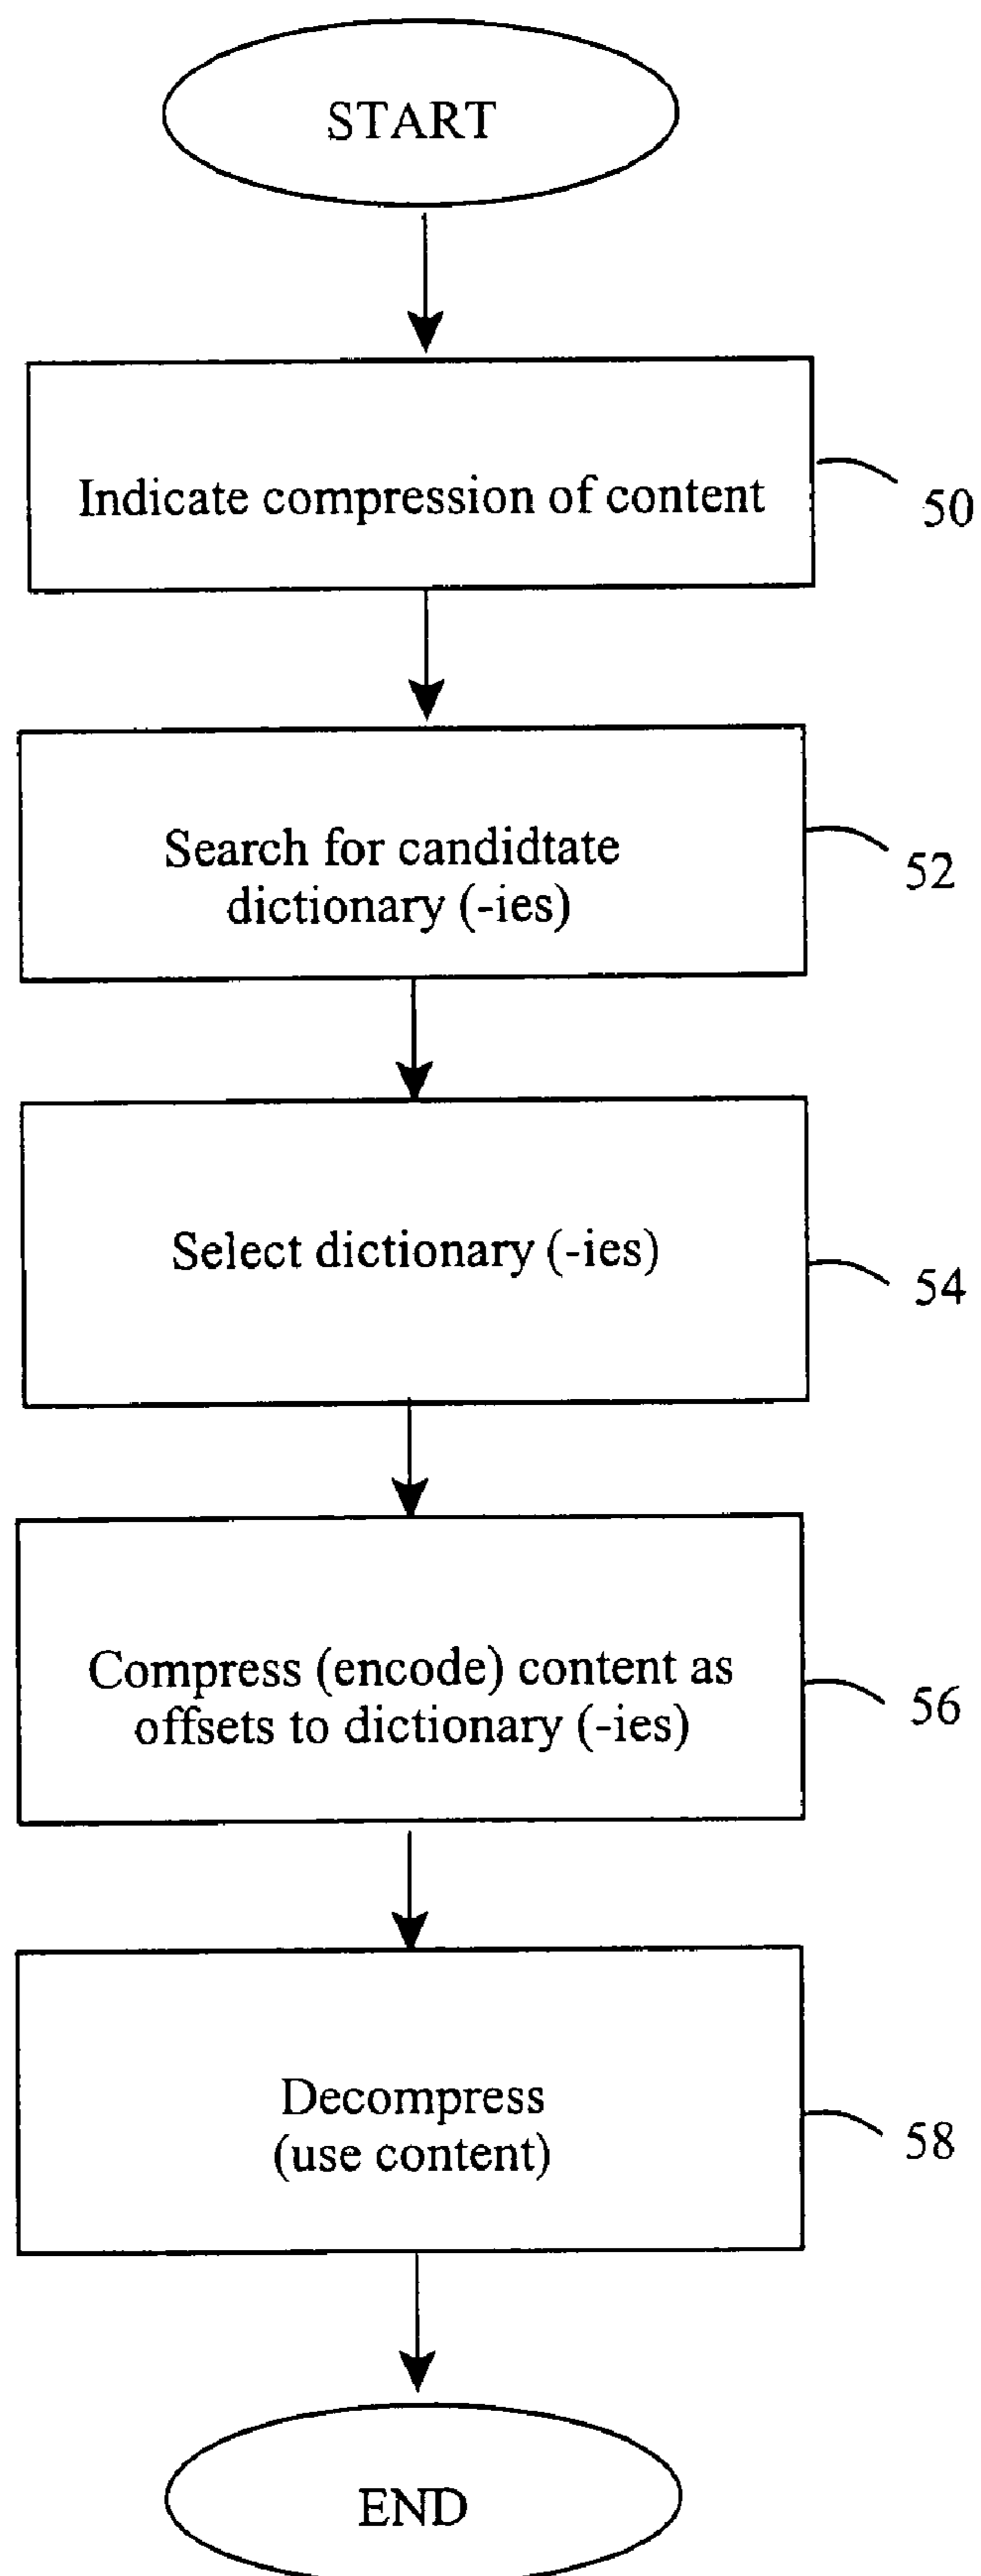 START
Indicate compression of content
50
Search for candidtate
dictionary (-ies)
52
Select dictionary (-ies)
54
Compress (encode) content as
offsets to dictionary (-ies)
56
Decompress
(use content)
58
END